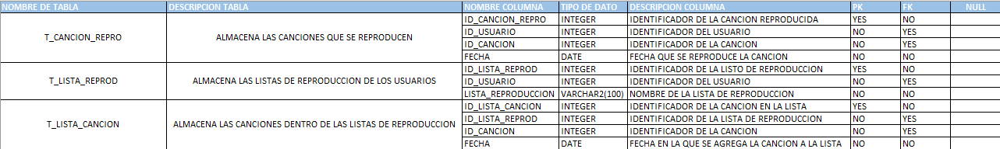 NOMBRE DE TABLA DESCRIPCION TABLA NOMBRE COLUMNA TIPO DE DATO DESCRIPCION COLUMNA PK FK NULL
T_CANCION_REPRO ALMACENA LAS CANCIONES QUE SE REPRODUCEN ID_CANCION_REPRO INTEGER IDENTIFICADOR DE LA CANCION REPRODUCIDA YES NO
ID_USUARIO INTEGER IDENTIFICADOR DEL USUARIO NO YES
ID_CANCION INTEGER IDENTIFICADOR DE LA CANCION NO YES
FECHA DATE FECHA QUE SE REPRODUCE LA CANCION NO NO
T_LISTA_REPROD ALMACENA LAS LISTAS DE REPRODUCCION DE LOS USUARIOS ID_LISTA_REPROD INTEGER IDENTIFICADOR DE LA LISTO DE REPRODUCCION YES NO
ID_USUARIO INTEGER IDENTIFICADOR DEL USUARIO NO YES
LISTA_REPRODUCCION VARCHAR2(100) NOMBRE DE LA LISTA DE REPRODUCCION NO NO
T_LISTA_CANCION ALMACENA LAS CANCIONES DENTRO DE LAS LISTAS DE REPRODUCCION ID_LISTA_CANCION INTEGER IDENTIFICADOR DE LA CANCION EN LA LISTA YES NO
ID_LISTA_REPROD INTEGER IDENTIFICADOR DE LA LISTA DE REPRODUCCION NO YES
ID_CANCION INTEGER IDENTIFICADOR DE LA CANCION NO YES
FECHA DATE FECHA EN LA QUE SE AGREGA LA CANCION A LA LISTA NO NO